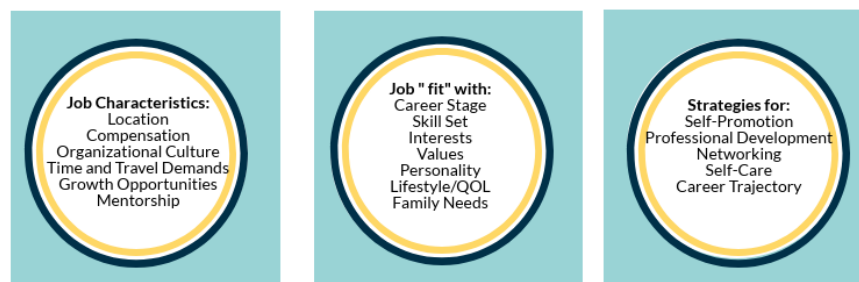 Job Characteristics:
Location
Compensation
Organizational Culture
Time and Travel Demands
Growth Opportunities
Mentorship
Job " fit" with:
Career Stage
Skill Set
Interests
Values
Personality
Lifestyle/QOL
Family Needs
Strategies for:
Self-Promotion
Professional Development
Networking
Self-Care
Career Trajectory